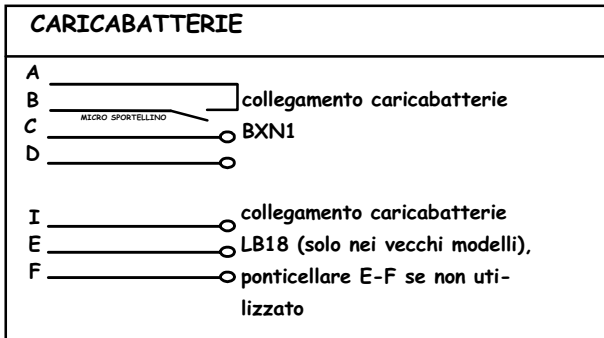 CARICABATTERIE
A
B collegamento caricabatterie
MICRO SPORTELLINO
C BXN1
D
I collegamento caricabatterie
E LB18 (solo nei vecchi modelli),
F ponticellare E-F se non uti-
lizzato